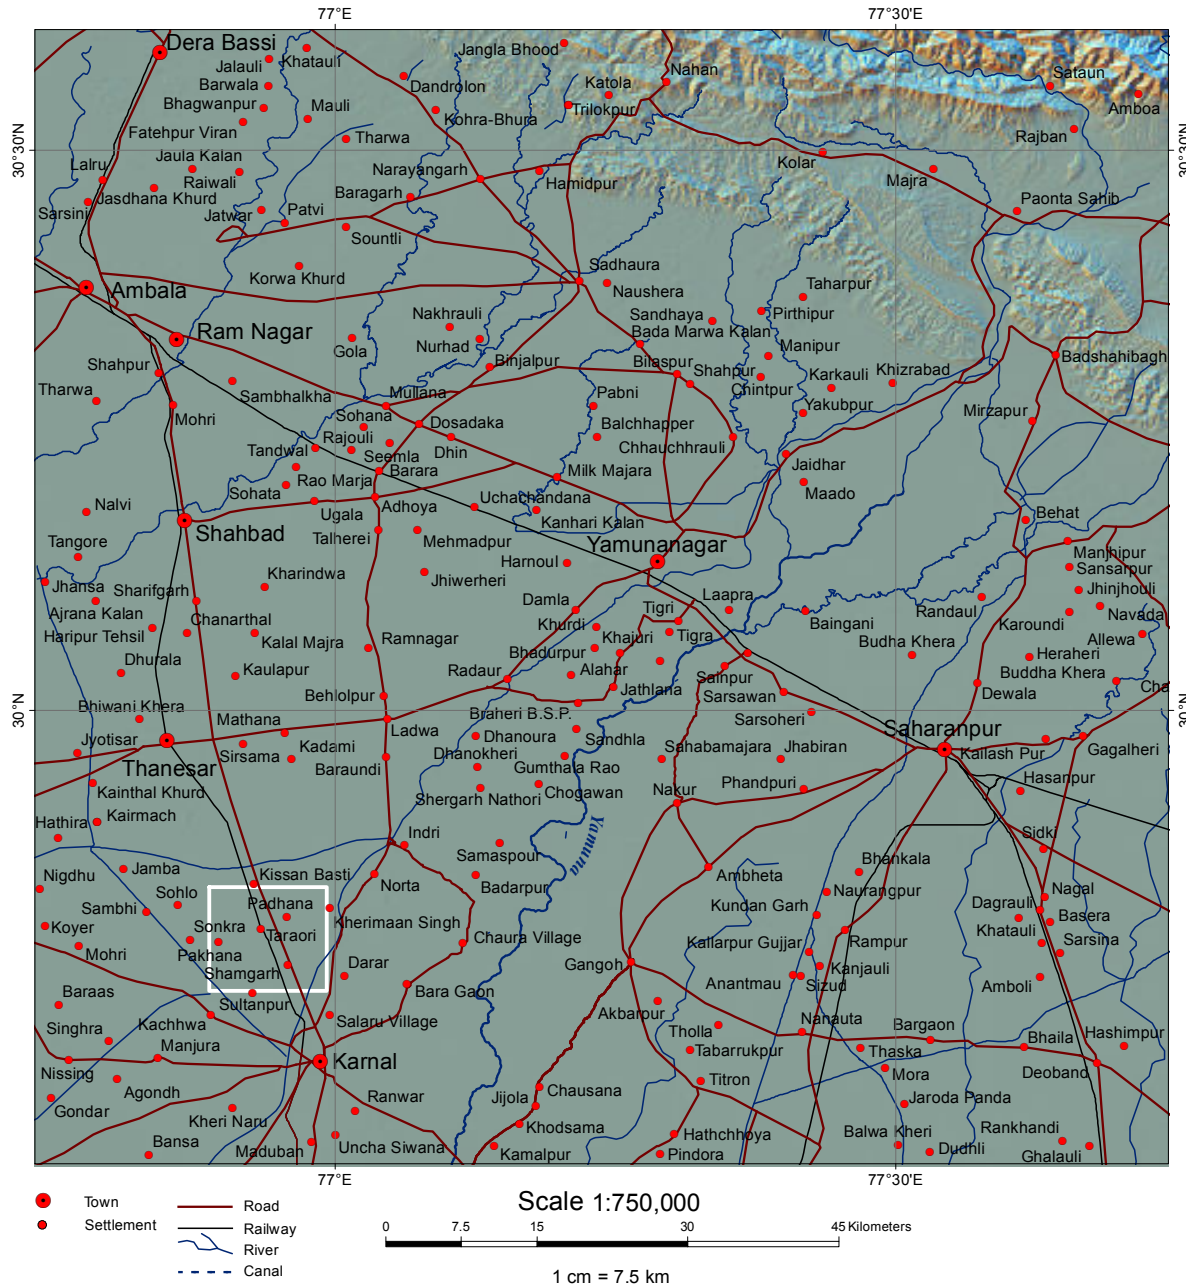 77°E
77°30'E
Dera Bassi
Jangla Bhood
Khatauli
Jalauli
Nahan
Katola
Sataun
Barwala
Dandrolon
Amboa
Bhagwanpur
Mauli
Trilokpur
Kohra-Bhura
Fatehpur Viran
Tharwa
Rajban
30°30'N
30°30'N
Jaula Kalan
Kolar
Lalru
Narayangarh
Raiwali
Hamidpur
Majra
Jasdhana Khurd
Baragarh
Sarsini
Jatwar
Patvi
Paonta Sahib
Sountli
Sadhaura
Korwa Khurd
Ambala
Naushera
Taharpur
Nakhrauli
Sandhaya
Pirthipur
Ram Nagar
Bada Marwa Kalan
Gola
Nurhad
Binjalpur
Manipur
Badshahibagh
Shahpur
Bilaspur
Shahpur
Khizrabad
Tharwa
Chintpur
Karkauli
Sambhalkha
Mullana
Pabni
Mirzapur
Mohri
Sohana
Yakubpur
Dosadaka
Balchhapper
Rajouli
Chhauchhrauli
Tandwal
Dhin
Seemla
Barara
Jaidhar
Rao Marja
Milk Majara
Sohata
Maado
Uchachandana
Nalvi
Ugala
Adhoya
Kanhari Kalan
Behat
Shahbad
Talherei
Mehmadpur
Yamunanagar
Tangore
Manjhipur
Harnoul
Sansarpur
Jhansa
Sharifgarh
Kharindwa
Jhiwerheri
Jhinjhouli
Damla
Laapra
Ajrana Kalan
Tigri
Randaul
Navada
Chanarthal
Khurdi
Baingani
Karoundi
Haripur Tehsil
Kalal Majra
Ramnagar
Khajuri
Tigra
Allewa
Bhadurpur
Budha Khera
Dhurala
Kaulapur
Radaur
Alahar
Heraheri
Sainpur
Buddha Khera
Behlolpur
Jathlana
Sarsawan
Dewala
Cha
Bhiwani Khera
30°N
30°N
Mathana
Braheri B.S.P.
Sarsoheri
Ladwa
Saharanpur
Jyotisar
Kadami
Dhanoura
Sandhla
Sirsama
Sahabamajara
Jhabiran
Kailash Pur
Gagalheri
Thanesar
Baraundi
Dhanokheri
Gumthala Rao
Kainthal Khurd
Phandpuri
Hasanpur
Shergarh Nathori
Chogawan
Nakur
Kairmach
Hathira
Indri
Yamuna
Sidki
Samaspour
Bhankala
Jamba
Kissan Basti
Ambheta
Nigdhu
Norta
Badarpur
Naurangpur
Nagal
Sohlo
Padhana
Dagrauli
Sambhi
Kundan Garh
Kherimaan Singh
Basera
Koyer
Sonkra
Taraori
Khatauli
Chaura Village
Rampur
Mohri
Pakhana
Kallarpur Gujjar
Sarsina
Shamgarh
Darar
Gangoh
Kanjauli
Anantmau
Sizud
Amboli
Baraas
Bara Gaon
Sultanpur
Akbarpur
Singhra
Kachhwa
Salaru Village
Tholla
Nanauta
Bargaon
Hashimpur
Manjura
Karnal
Tabarrukpur
Thaska
Bhaila
Nissing
Deoband
Mora
Agondh
Titron
Chausana
Gondar
Ranwar
Jijola
Jaroda Panda
Kheri Naru
Khodsama
Balwa Kheri
Rankhandi
Hathchhoya
Bansa
Maduban
Uncha Siwana
Kamalpur
Pindora
Dudhli
Ghalauli
77°E
77°30'E
Town
Settlement
Road
Railway
River
Canal
Scale 1:750,000
0 7.5 15 30 45 Kilometers
1 cm = 7.5 km